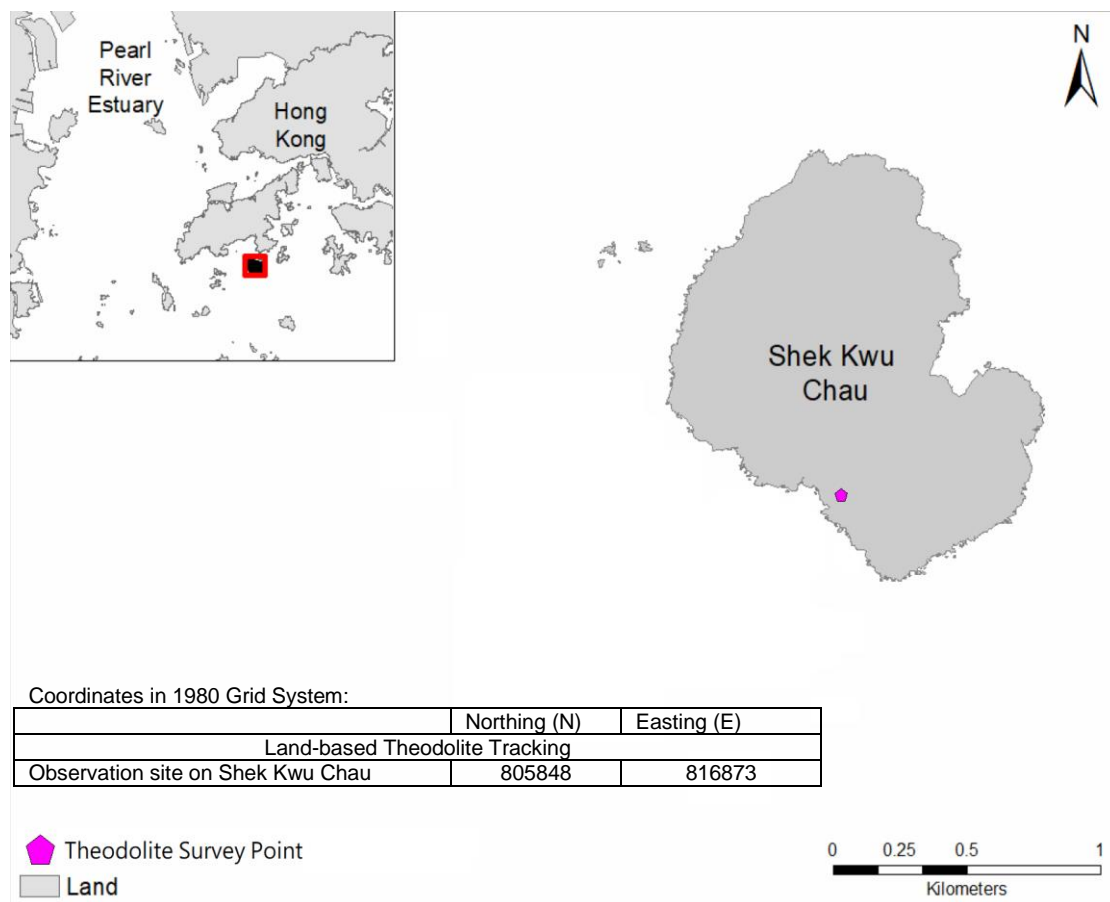 Pearl
River
Estuary
Hong
Kong
N
Shek Kwu
Chau
Coordinates in 1980 Grid System:
Northing (N) Easting (E)
Land-based Theodolite Tracking
Observation site on Shek Kwu Chau 805848 816873
Theodolite Survey Point
Land
0 0.25 0.5 1
Kilometers